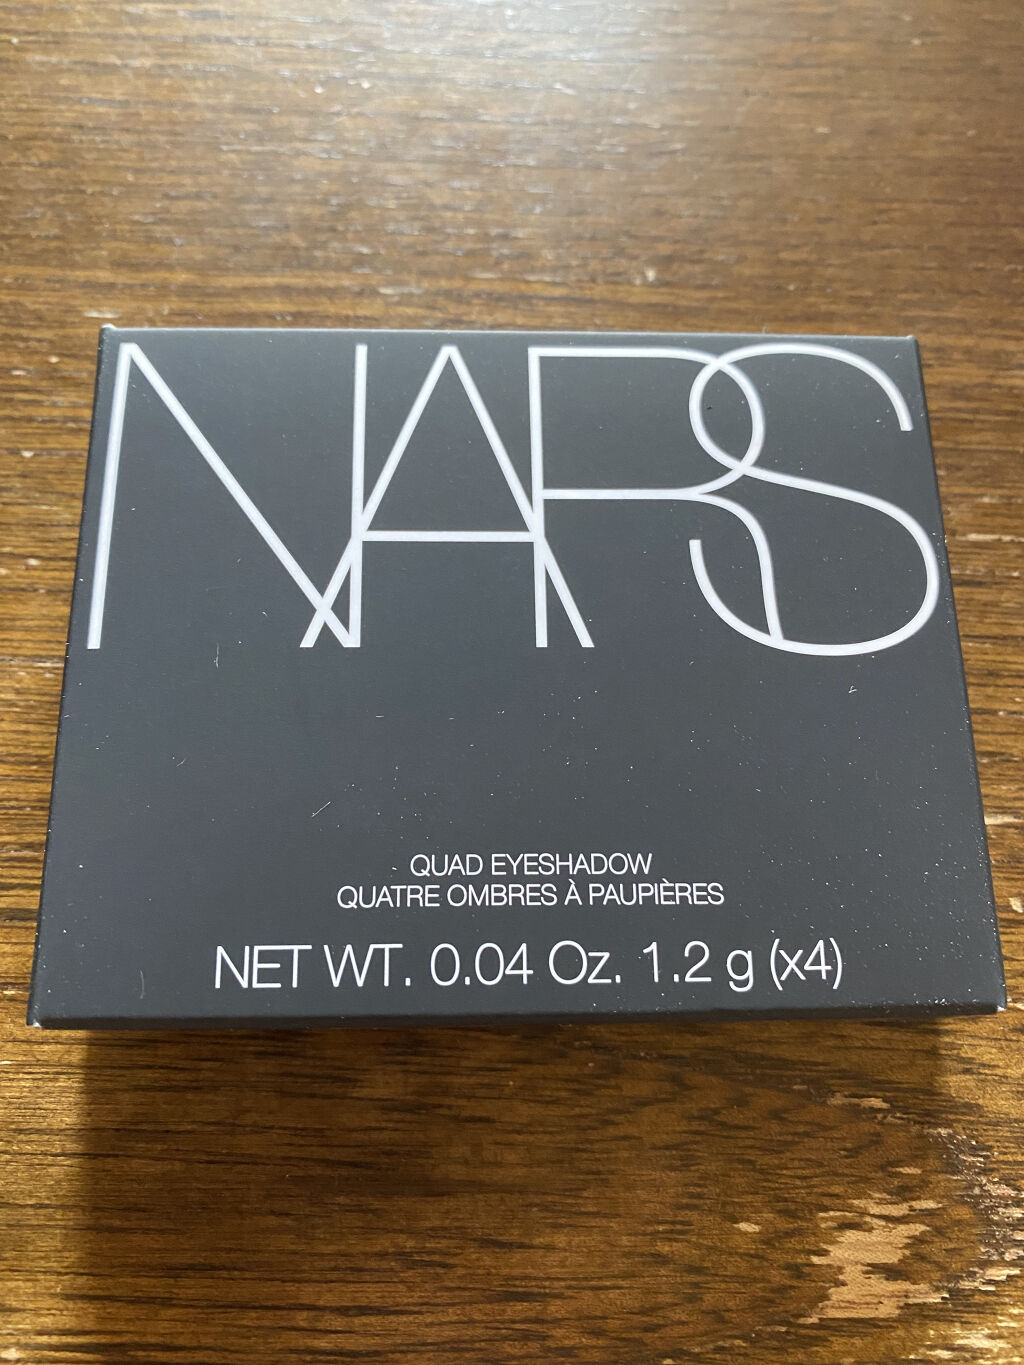 NARS
QUAD EYESHADOW
QUATRE OMBRES À PAUPIÈRES
NET WT. 0.04 Oz. 1.2 g (x4)